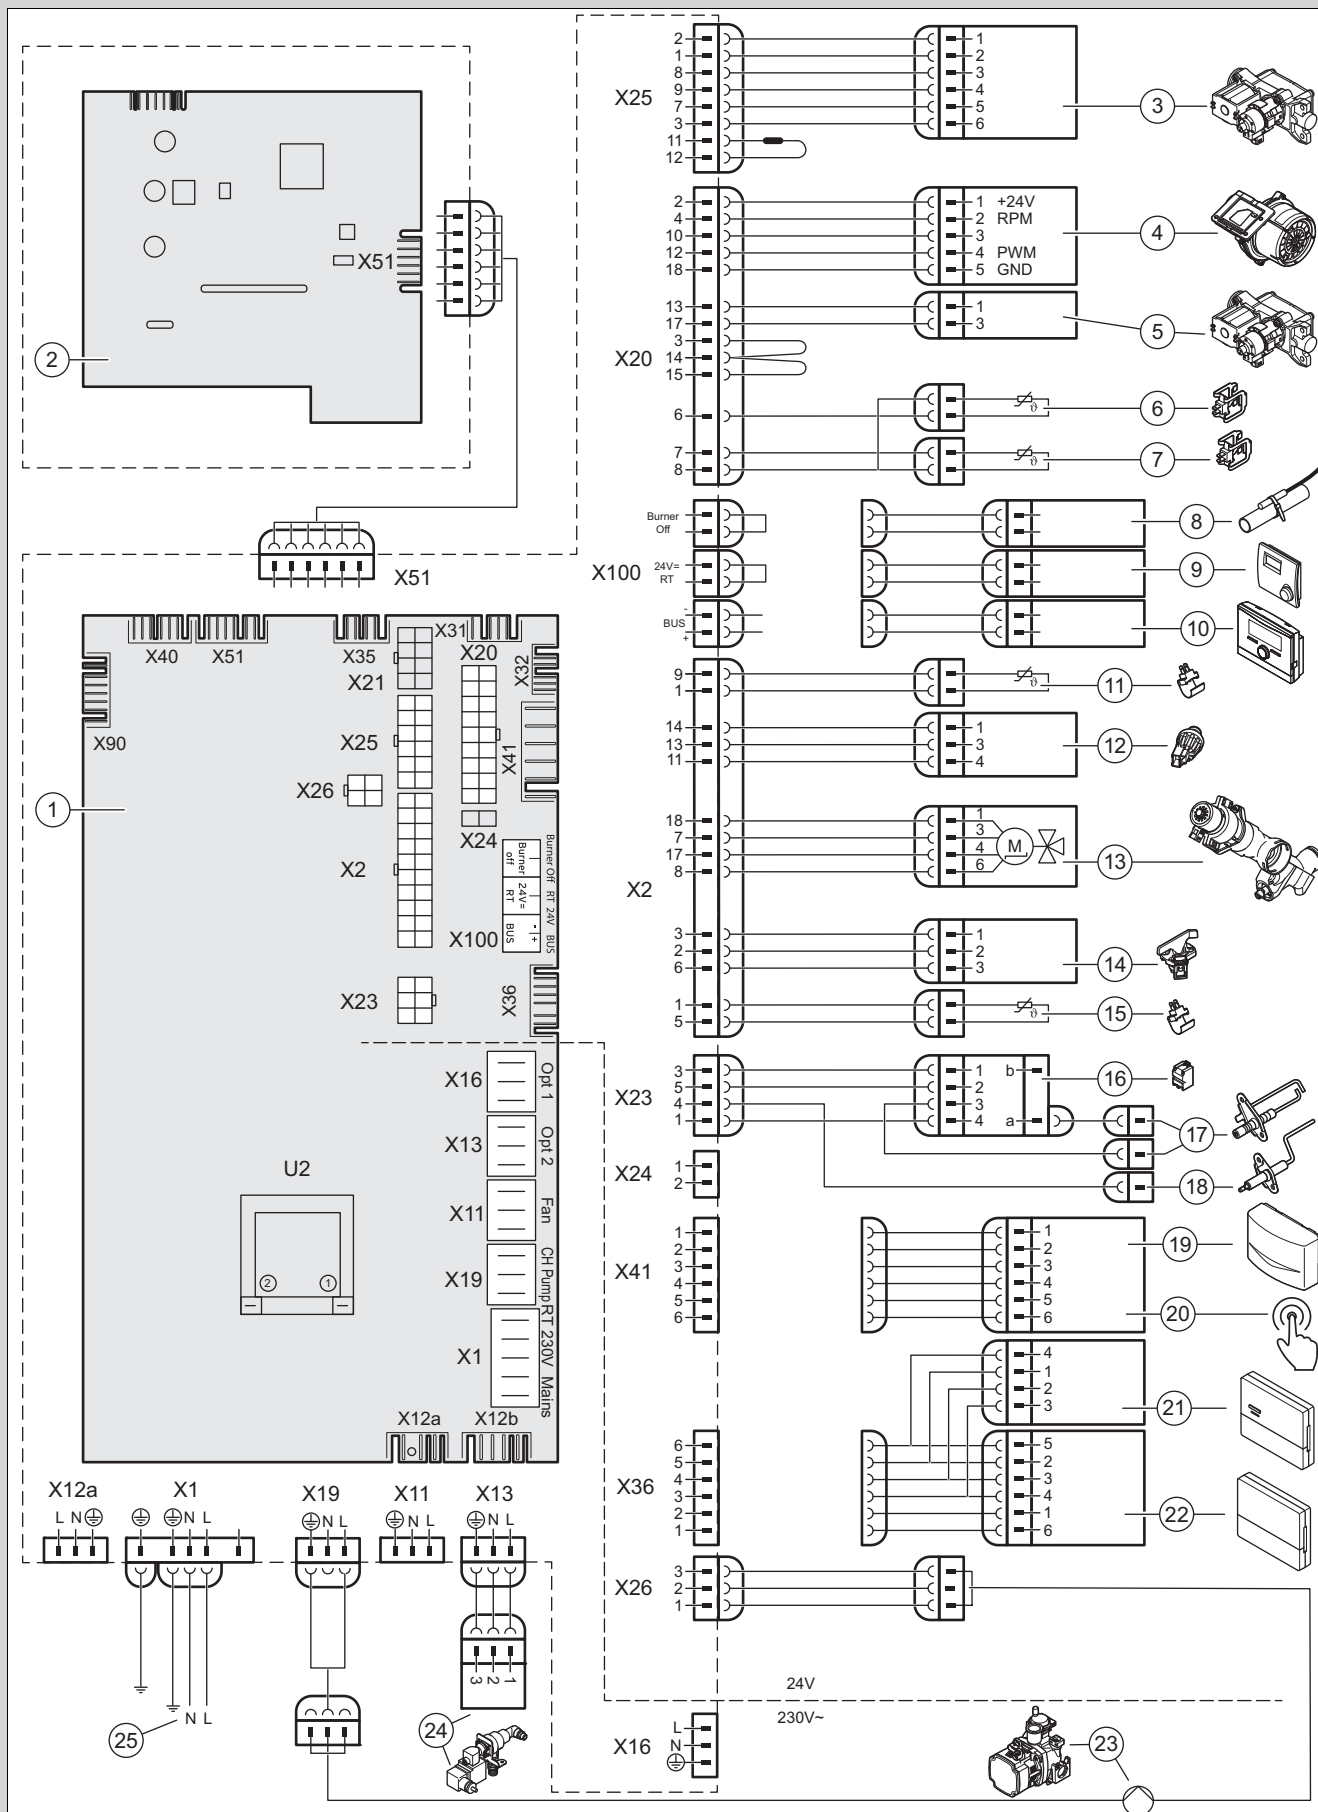 X25
2 1
1 2
8 3
9 4
7 5
3 6
11
12
3
X20
2 1 +24V
4 2 RPM
10 3
12 4 PWM
18 5 GND
4
13 1
17 3
5
3
14
15
6
6
7
8
7
X51
2
X51
X100
Burner
Off
8
24V=
RT
9
-
BUS
+
10
X2
9
1
ϑ
11
14 1
13 3
11 4
12
18 1
7 3
17 4
8 6
M
13
3 1
2 2
6 3
14
1
5
ϑ
15
X40
X51
X35
X31
X21
X20
X32
X90
X25
X26
X41
X24
X2
X100
Burner
off
24V=
RT
BUS
- +
Burner Off
RT 24V
BUS
X23
X36
1
X16
Opt 1
X13
Opt 2
X11
Fan
X19
CH Pump
X1
RT 230V Mains
U2
2 1
X12a
X12b
X23
3 1 b
5 2
4 3
1 4 a
16
17
18
X24
1
2
X41
1 1
2 2
3 3
4 4
5 5
6 6
19
20
4
1
2
3
21
X36
6 5
5 2
4 3
3 4
2 1
1 6
22
X26
3
2
1
X12a
L N
X1
N L
X19
N L
X11
N L
X13
N L
3 2 1
24
N L
25
24V
230V~
X16
L
N
23
ϑ
ϑ